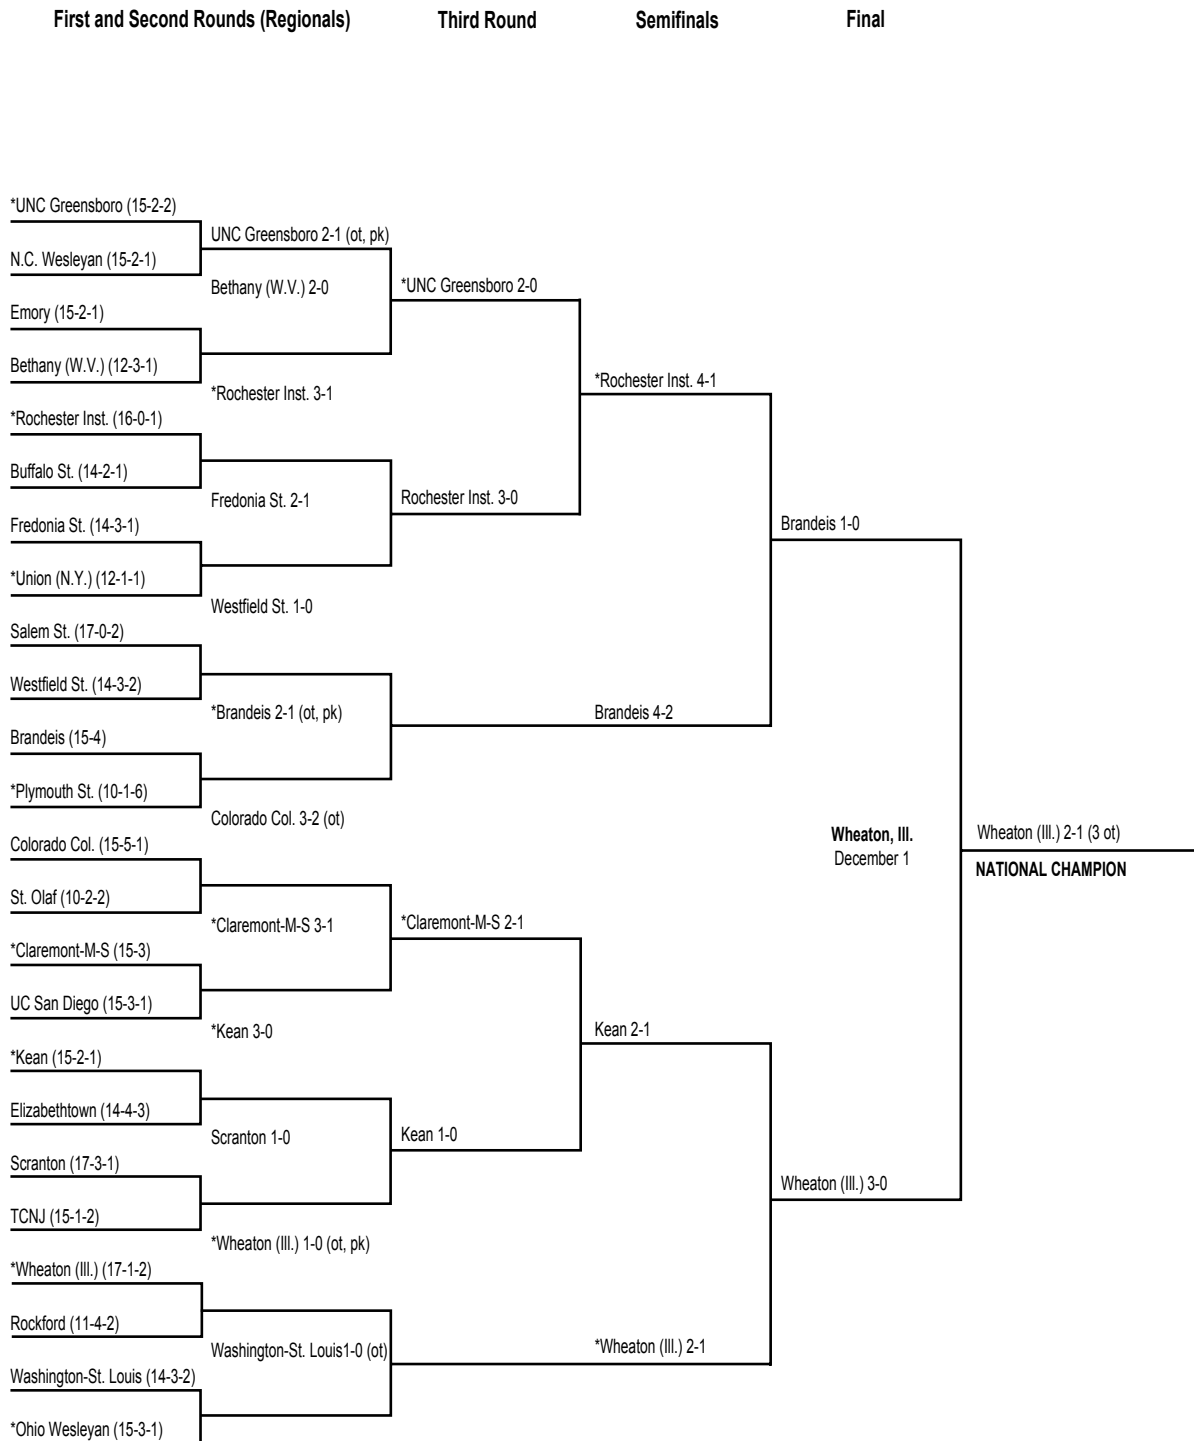 First and Second Rounds (Regionals)
Third Round
Semifinals
Final
*UNC Greensboro (15-2-2)
N.C. Wesleyan (15-2-1)
Emory (15-2-1)
Bethany (W.V.) (12-3-1)
*Rochester Inst. (16-0-1)
Buffalo St. (14-2-1)
Fredonia St. (14-3-1)
*Union (N.Y.) (12-1-1)
Salem St. (17-0-2)
Westfield St. (14-3-2)
Brandeis (15-4)
*Plymouth St. (10-1-6)
Colorado Col. (15-5-1)
St. Olaf (10-2-2)
*Claremont-M-S (15-3)
UC San Diego (15-3-1)
*Kean (15-2-1)
Elizabethtown (14-4-3)
Scranton (17-3-1)
TCNJ (15-1-2)
*Wheaton (Ill.) (17-1-2)
Rockford (11-4-2)
Washington-St. Louis (14-3-2)
*Ohio Wesleyan (15-3-1)
UNC Greensboro 2-1 (ot, pk)
Bethany (W.V.) 2-0
*Rochester Inst. 3-1
Fredonia St. 2-1
Westfield St. 1-0
*Brandeis 2-1 (ot, pk)
Colorado Col. 3-2 (ot)
*Claremont-M-S 3-1
*Kean 3-0
Scranton 1-0
*Wheaton (Ill.) 1-0 (ot, pk)
Washington-St. Louis1-0 (ot)
*UNC Greensboro 2-0
Rochester Inst. 3-0
*Claremont-M-S 2-1
Kean 1-0
*Rochester Inst. 4-1
Brandeis 4-2
Kean 2-1
*Wheaton (Ill.) 2-1
Brandeis 1-0
Wheaton (Ill.) 3-0
Wheaton, Ill.
December 1
Wheaton (Ill.) 2-1 (3 ot)
NATIONAL CHAMPION